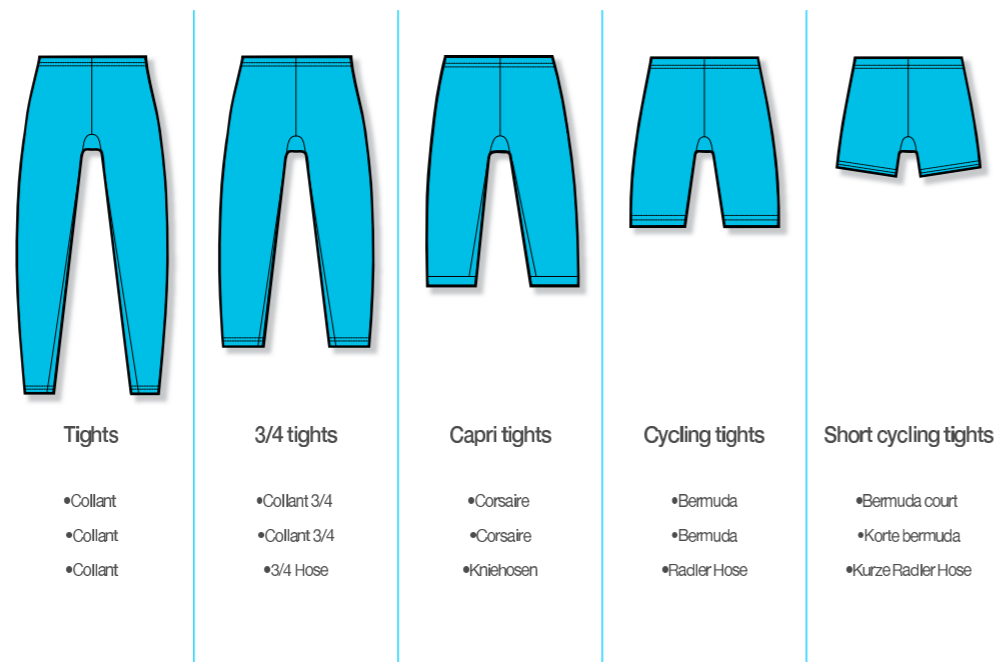 Tights
•Collant
•Collant
•Collant
3/4 tights
•Collant 3/4
•Collant 3/4
•3/4 Hose
Capri tights
•Corsaire
•Corsaire
•Kniehosen
Cycling tights
•Bermuda
•Bermuda
•Radler Hose
Short cycling tights
•Bermuda court
•Korte bermuda
•Kurze Radler Hose